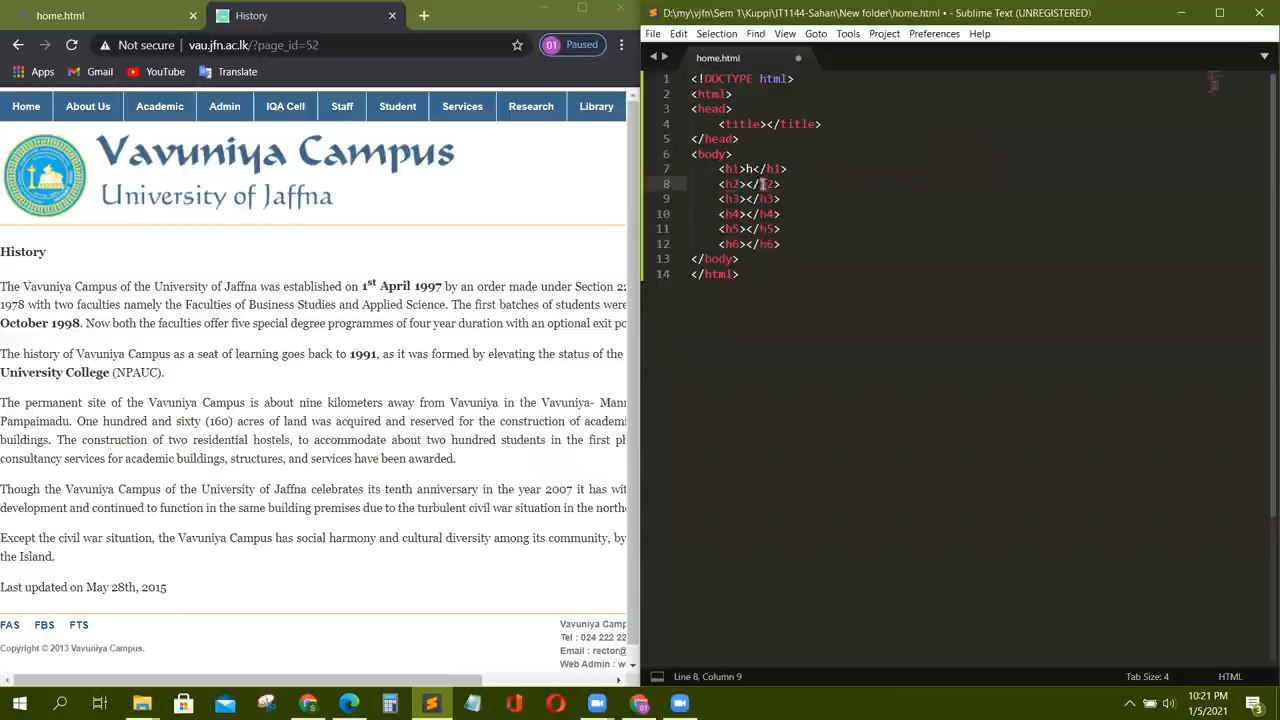 home.html
History
D:\my\vjfn\Sem 1\Kuppi\IT1144-Sahan\New folder\home.html • - Sublime Text (UNREGISTERED)
Not secure vau.jfn.ac.lk/?page_id=52
01 Paused
File Edit Selection Find View Goto Tools Project Preferences Help
home.html
Apps Gmail YouTube Translate
Home About Us Academic Admin IQA Cell Staff Student Services Research Library
Vavuniya Campus
University of Jaffna
History
The Vavuniya Campus of the University of Jaffna was established on 1st April 1997 by an order made under Section 22
1978 with two faculties namely the Faculties of Business Studies and Applied Science. The first batches of students were
October 1998. Now both the faculties offer five special degree programmes of four year duration with an optional exit po
The history of Vavuniya Campus as a seat of learning goes back to 1991, as it was formed by elevating the status of the
University College (NPAUC).
The permanent site of the Vavuniya Campus is about nine kilometers away from Vavuniya in the Vavuniya- Mann
Pampaimadu. One hundred and sixty (160) acres of land was acquired and reserved for the construction of academi
buildings. The construction of two residential hostels, to accommodate about two hundred students in the first ph
consultancy services for academic buildings, structures, and services have been awarded.
Though the Vavuniya Campus of the University of Jaffna celebrates its tenth anniversary in the year 2007 it has wit
development and continued to function in the same building premises due to the turbulent civil war situation in the north
Except the civil war situation, the Vavuniya Campus has social harmony and cultural diversity among its community, by
the Island.
Last updated on May 28th, 2015
FAS FBS FTS
Copyright © 2013 Vavuniya Campus.
Vavuniya Camp
Tel : 024 222 22
Email : rector@
Web Admin : w
1 <!DOCTYPE html>
2 <html>
3 <head>
4 <title></title>
5 </head>
6 <body>
7 <h1>h</h1>
8 <h2></h2>
9 <h3></h3>
10 <h4></h4>
11 <h5></h5>
12 <h6></h6>
13 </body>
14 </html>
Line 8, Column 9
Tab Size: 4
HTML
10:21 PM
1/5/2021
3